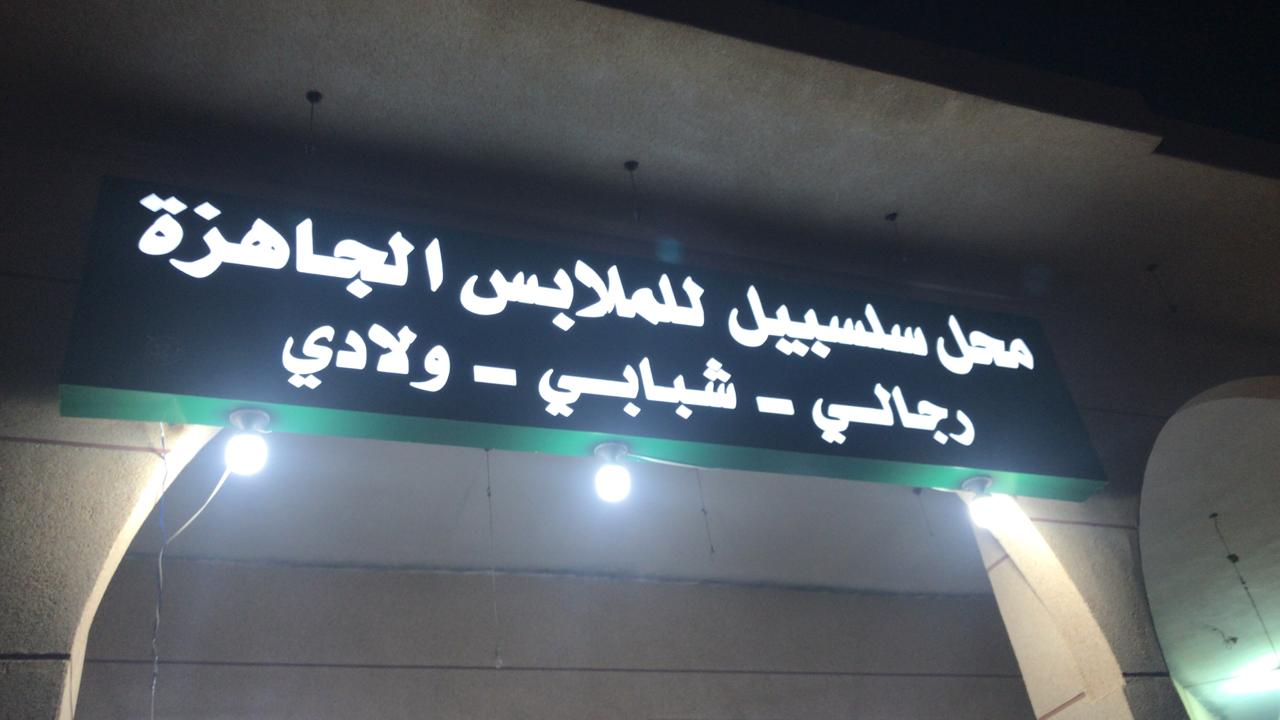 محل سلسبيل للملابس الجاهزة
رجالي - شبابي - ولادي